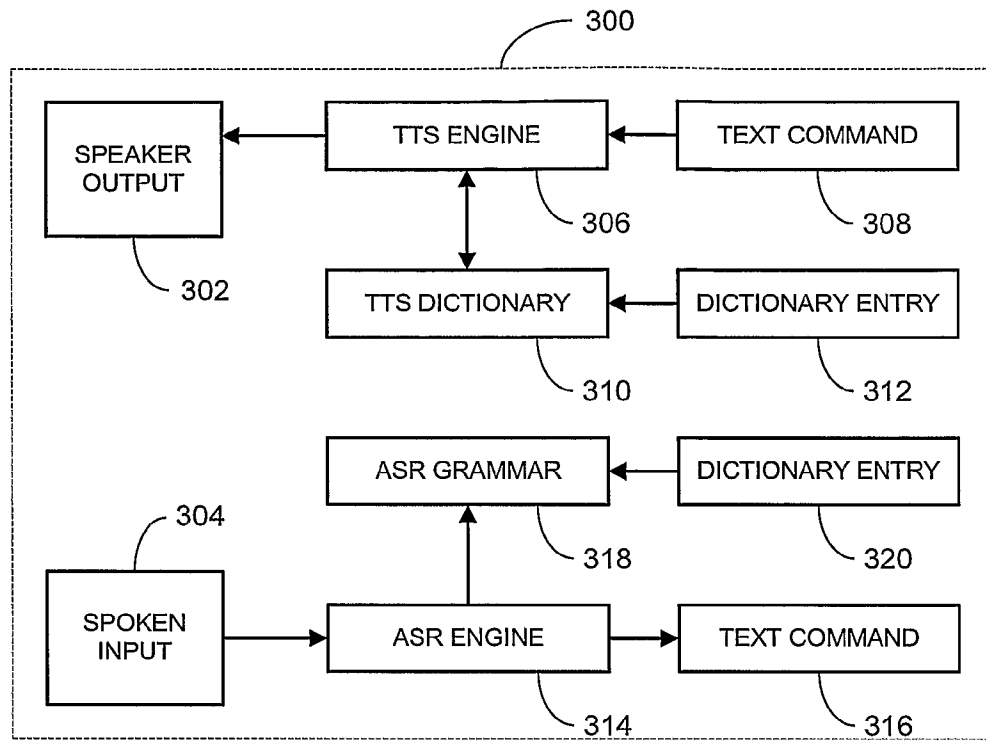 300
SPEAKER
OUTPUT
302
TTS ENGINE
306
TEXT COMMAND
308
TTS DICTIONARY
310
DICTIONARY ENTRY
312
ASR GRAMMAR
318
DICTIONARY ENTRY
320
304
SPOKEN
INPUT
ASR ENGINE
314
TEXT COMMAND
316